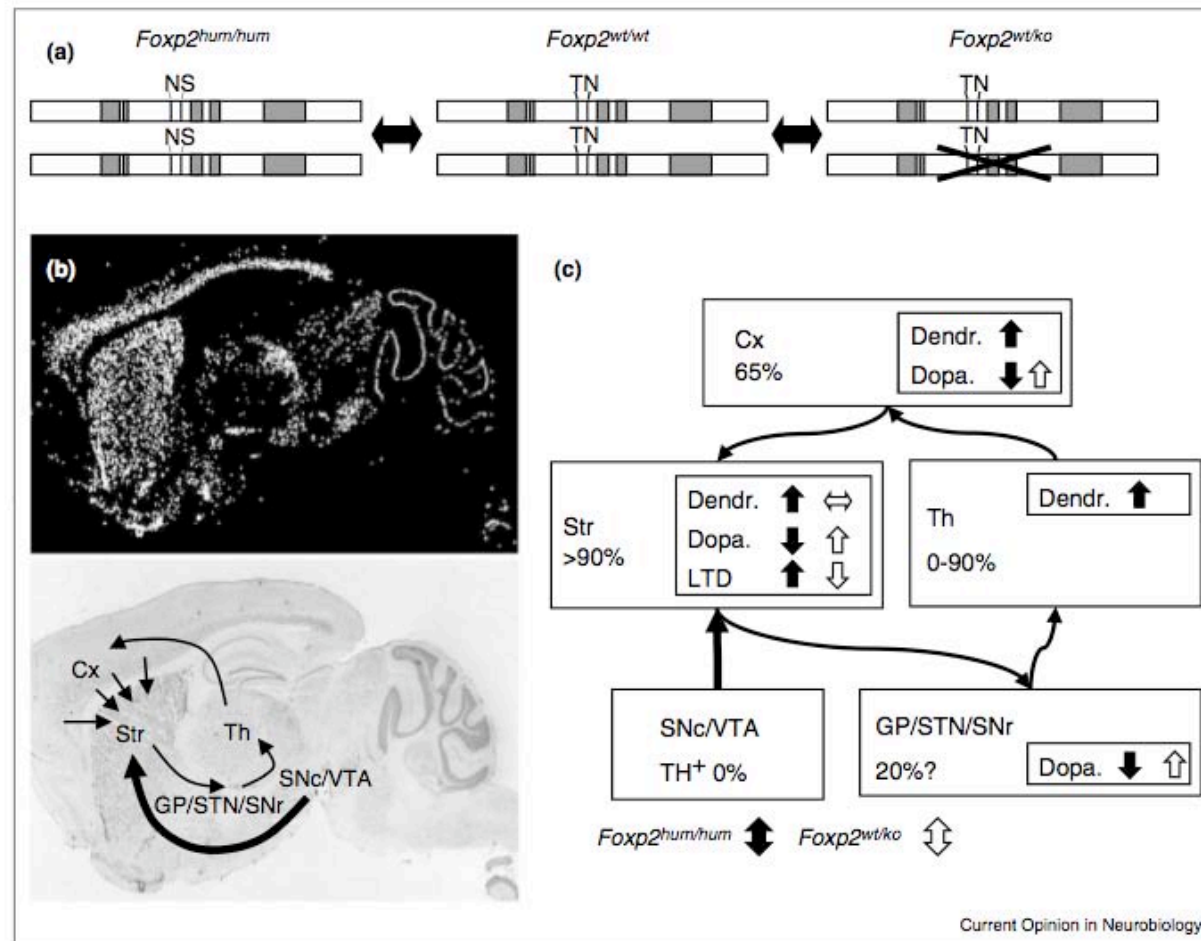 (a)
Foxp2hum/hum
Foxp2wt/wt
Foxp2wt/ko
NS
TN
TN
NS
TN
TN
(b)
Cx
Str
Th
SNc/VTA
GP/STN/SNr
(c)
Cx
65%
Dendr.
Dopa.
Str
>90%
Dendr.
Dopa.
LTD
Th
0-90%
Dendr.
SNc/VTA
TH+ 0%
GP/STN/SNr
20%?
Dopa.
Foxp2hum/hum
Foxp2wt/ko
Current Opinion in Neurobiology